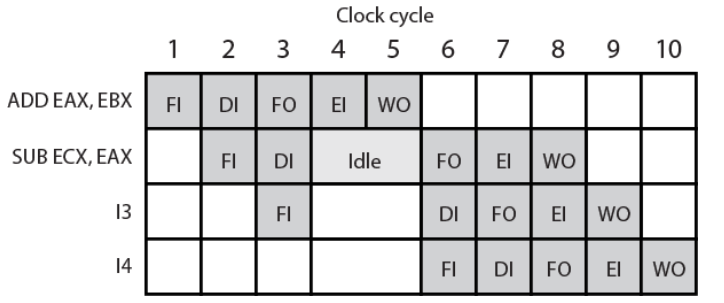 Clock cycle
1 2 3 4 5 6 7 8 9 10
ADD EAX, EBX FI DI FO EI WO
SUB ECX, EAX FI DI Idle FO EI WO
I3 FI DI FO EI WO
I4 FI DI FO EI WO